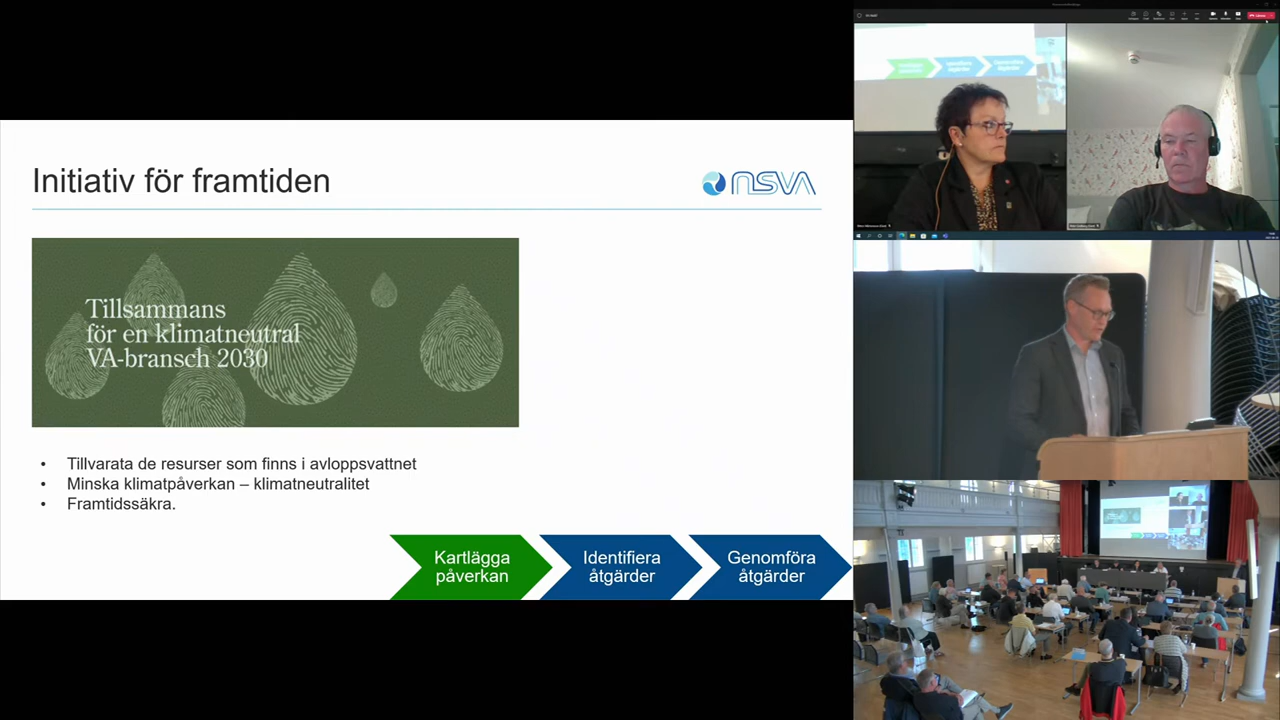 Initiativ för framtiden
NSVA
Tillsammans
för en klimatneutral
VA-bransch 2030
• Tillvarata de resurser som finns i avloppsvattnet
• Minska klimatpåverkan – klimatneutralitet
• Framtidssäkra.
Kartlägga
påverkan
Identifiera
åtgärder
Genomföra
åtgärder